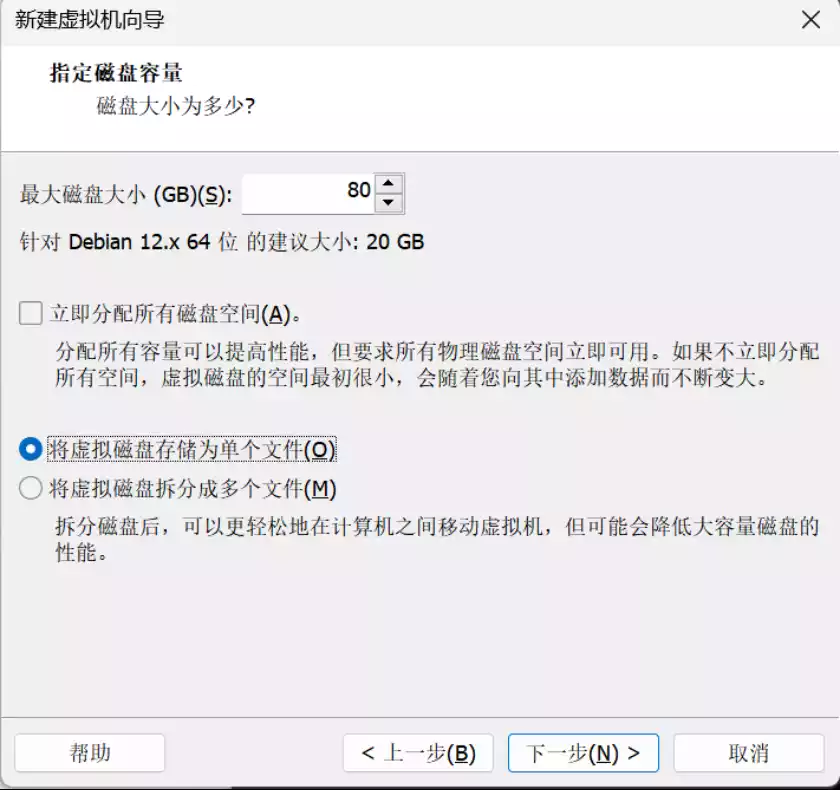 新建虚拟机向导
指定磁盘容量
磁盘大小为多少?
最大磁盘大小 (GB)(S): 80
针对 Debian 12.x 64 位 的建议大小: 20 GB
立即分配所有磁盘空间(A)。
分配所有容量可以提高性能，但要求所有物理磁盘空间立即可用。如果不立即分配
所有空间，虚拟磁盘的空间最初很小，会随着您向其中添加数据而不断变大。
将虚拟磁盘存储为单个文件(O)
将虚拟磁盘拆分成多个文件(M)
拆分磁盘后，可以更轻松地在计算机之间移动虚拟机，但可能会降低大容量磁盘的
性能。
帮助 < 上一步(B) 下一步(N) > 取消